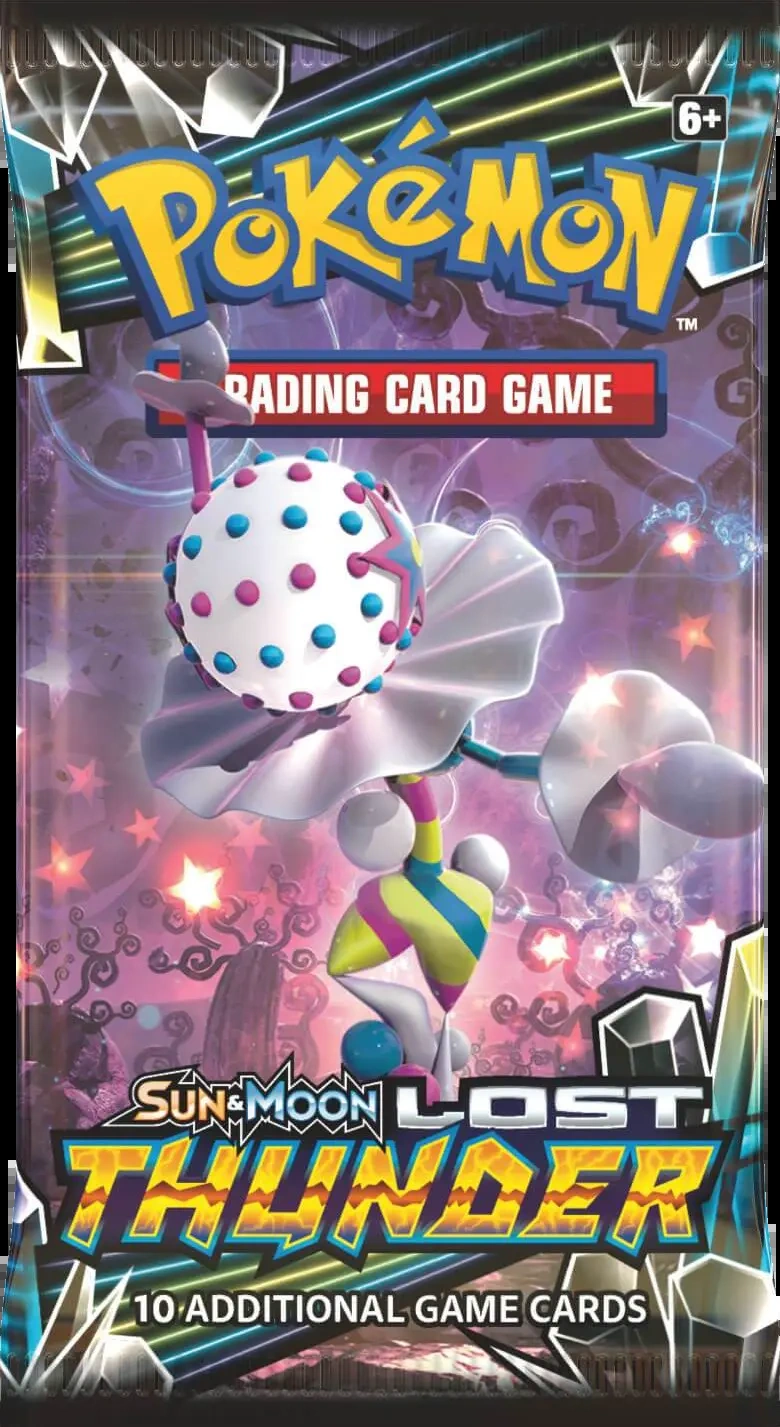 6+
POKéMON
TM
RADING CARD GAME
SUN & MOON LOST
THUNDER
10 ADDITIONAL GAME CARDS